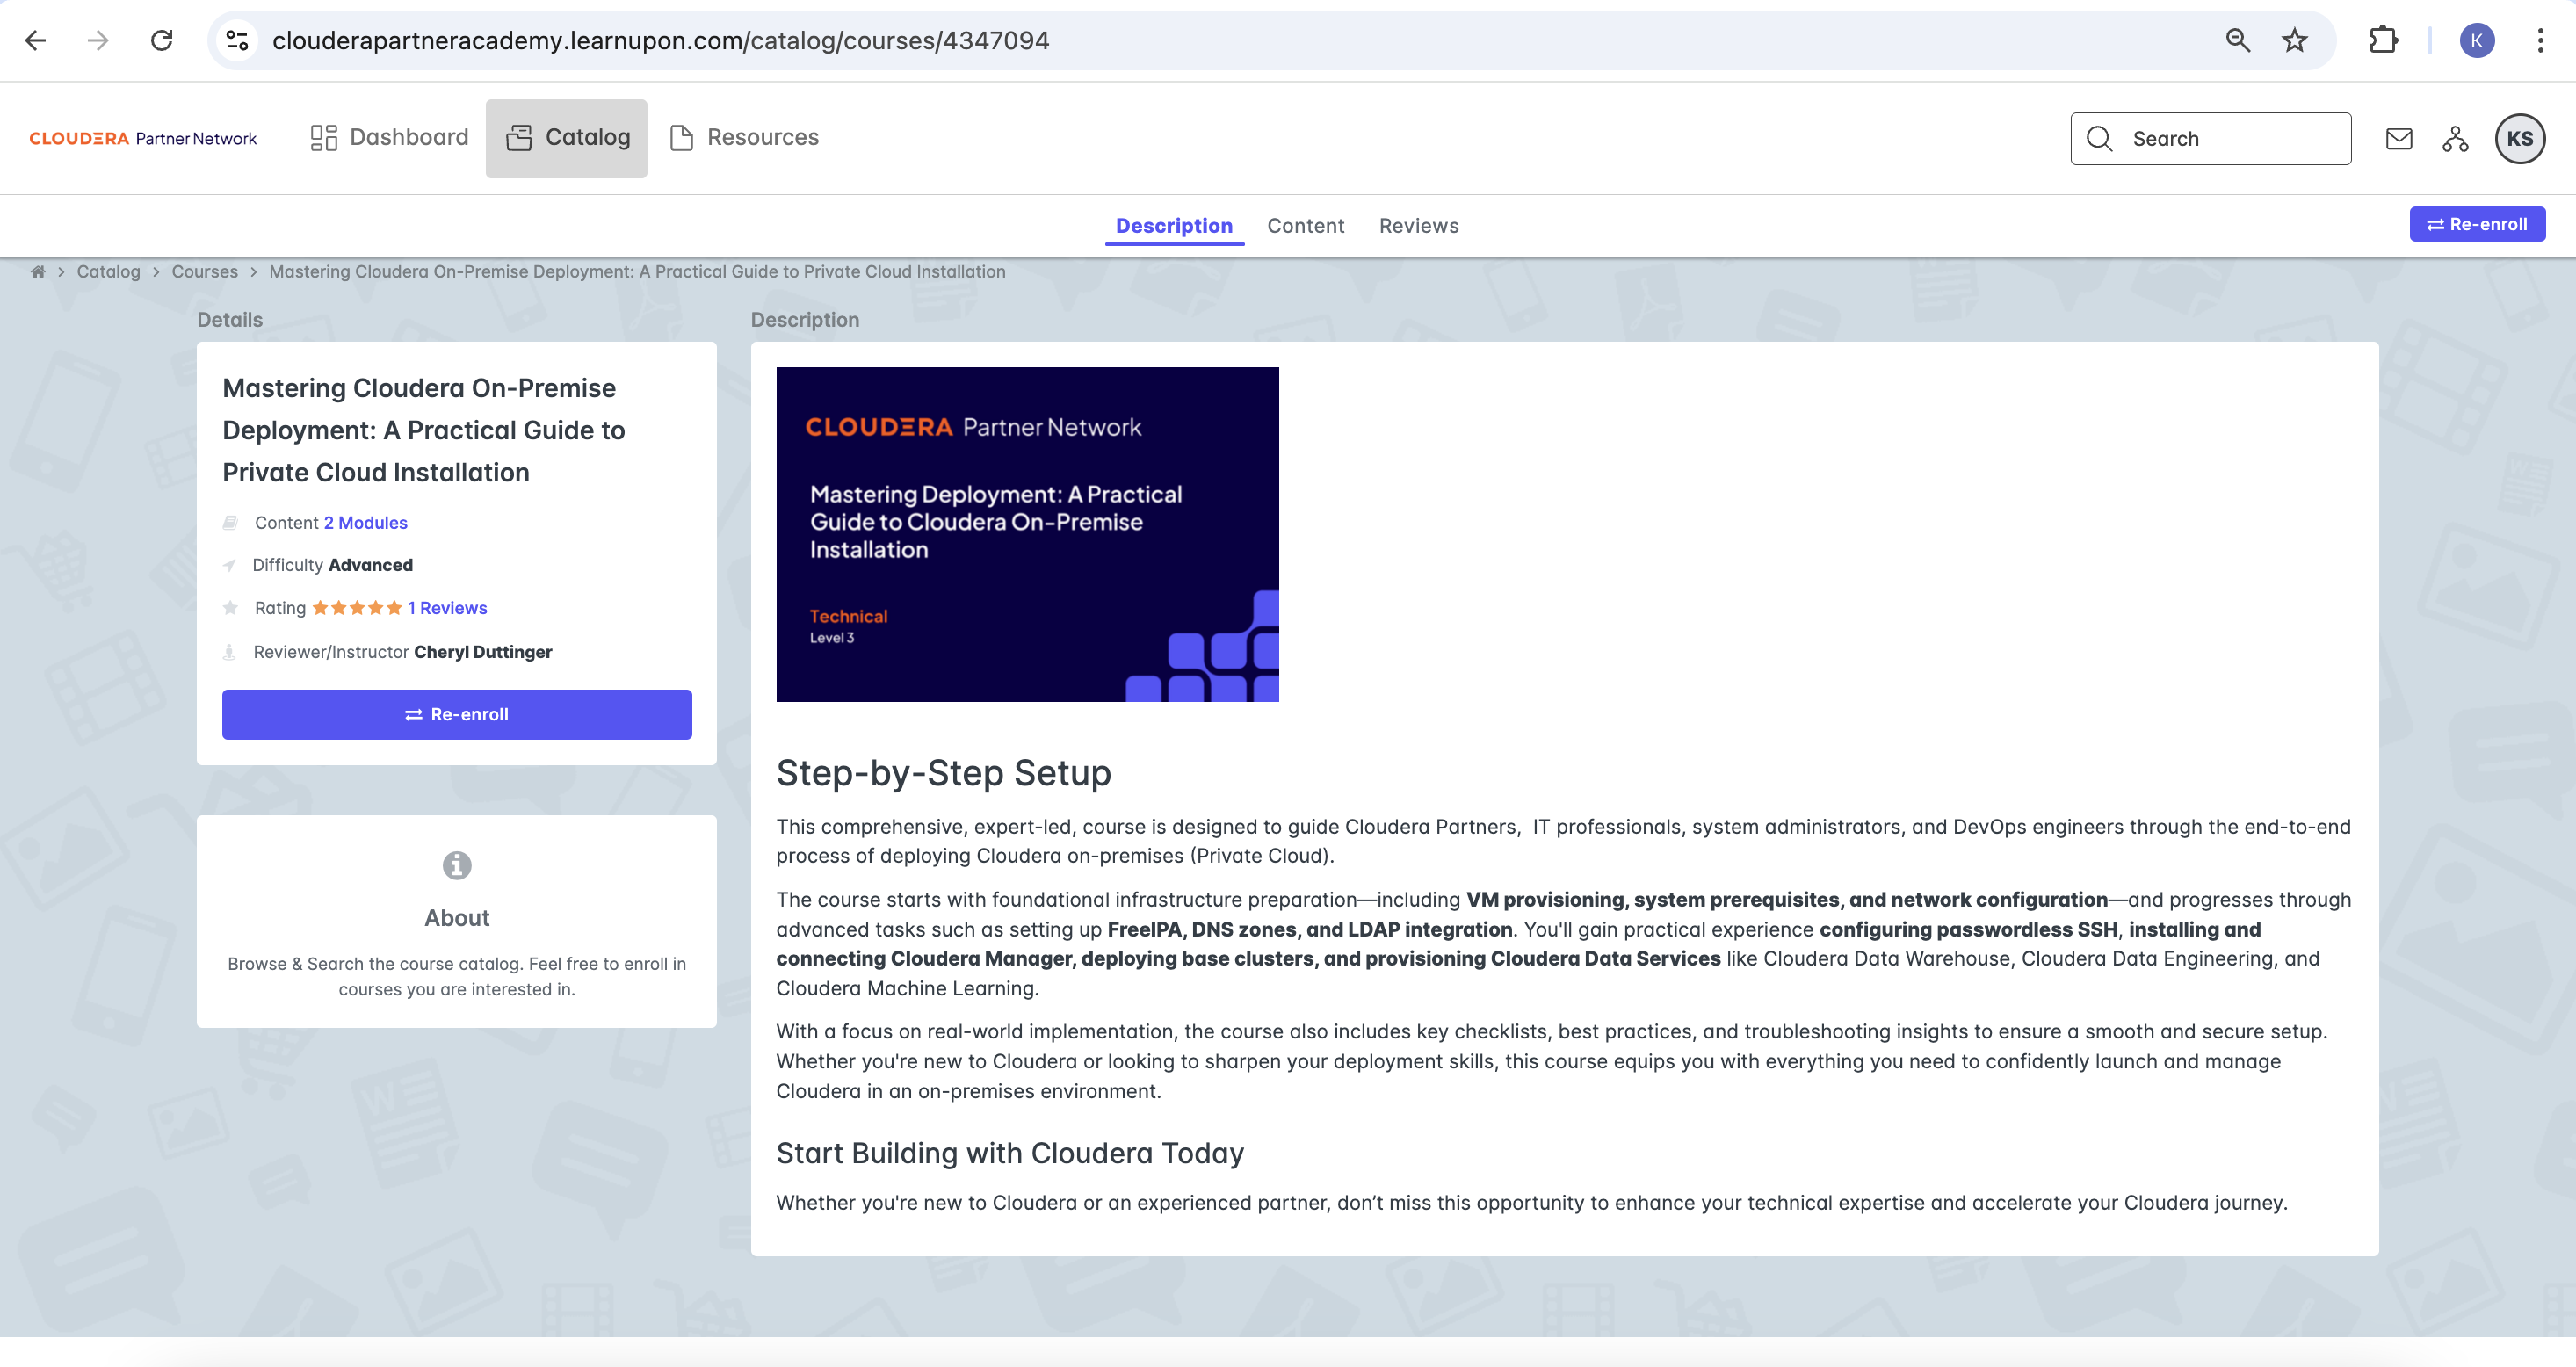 clouderapartneracademy.learnupon.com/catalog/courses/4347094
K
CLOUDERA Partner Network
Dashboard
Catalog
Resources
Search
KS
Description
Content
Reviews
Re-enroll
Catalog > Courses > Mastering Cloudera On-Premise Deployment: A Practical Guide to Private Cloud Installation
Details
Mastering Cloudera On-Premise
Deployment: A Practical Guide to
Private Cloud Installation
Content 2 Modules
Difficulty Advanced
Rating 1 Reviews
Reviewer/Instructor Cheryl Duttinger
Re-enroll
About
Browse & Search the course catalog. Feel free to enroll in
courses you are interested in.
Description
CLOUDERA Partner Network
Mastering Deployment: A Practical
Guide to Cloudera On-Premise
Installation
Technical
Level 3
Step-by-Step Setup
This comprehensive, expert-led, course is designed to guide Cloudera Partners, IT professionals, system administrators, and DevOps engineers through the end-to-end
process of deploying Cloudera on-premises (Private Cloud).
The course starts with foundational infrastructure preparation—including VM provisioning, system prerequisites, and network configuration—and progresses through
advanced tasks such as setting up FreeIPA, DNS zones, and LDAP integration. You'll gain practical experience configuring passwordless SSH, installing and
connecting Cloudera Manager, deploying base clusters, and provisioning Cloudera Data Services like Cloudera Data Warehouse, Cloudera Data Engineering, and
Cloudera Machine Learning.
With a focus on real-world implementation, the course also includes key checklists, best practices, and troubleshooting insights to ensure a smooth and secure setup.
Whether you're new to Cloudera or looking to sharpen your deployment skills, this course equips you with everything you need to confidently launch and manage
Cloudera in an on-premises environment.
Start Building with Cloudera Today
Whether you're new to Cloudera or an experienced partner, don’t miss this opportunity to enhance your technical expertise and accelerate your Cloudera journey.